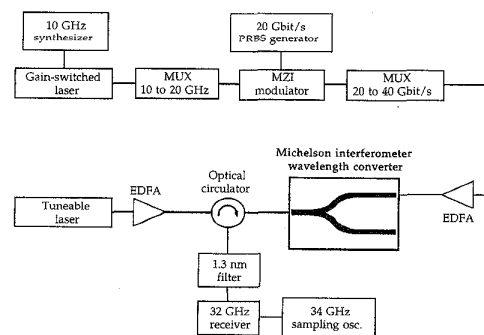 10 GHz
synthesizer
20 Gbit/s
PRBS generator
Gain-switched
laser
MUX
10 to 20 GHz
MZI
modulator
MUX
20 to 40 Gbit/s
Michelson interferometer
wavelength converter
Optical
circulator
EDFA
Tuneable
laser
EDFA
1.3 nm
filter
32 GHz
receiver
34 GHz
sampling osc.